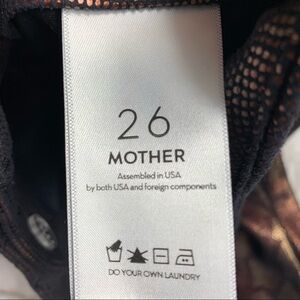 26
MOTHER
Assembled in USA
by both USA and foreign components
DO YOUR OWN LAUNDRY